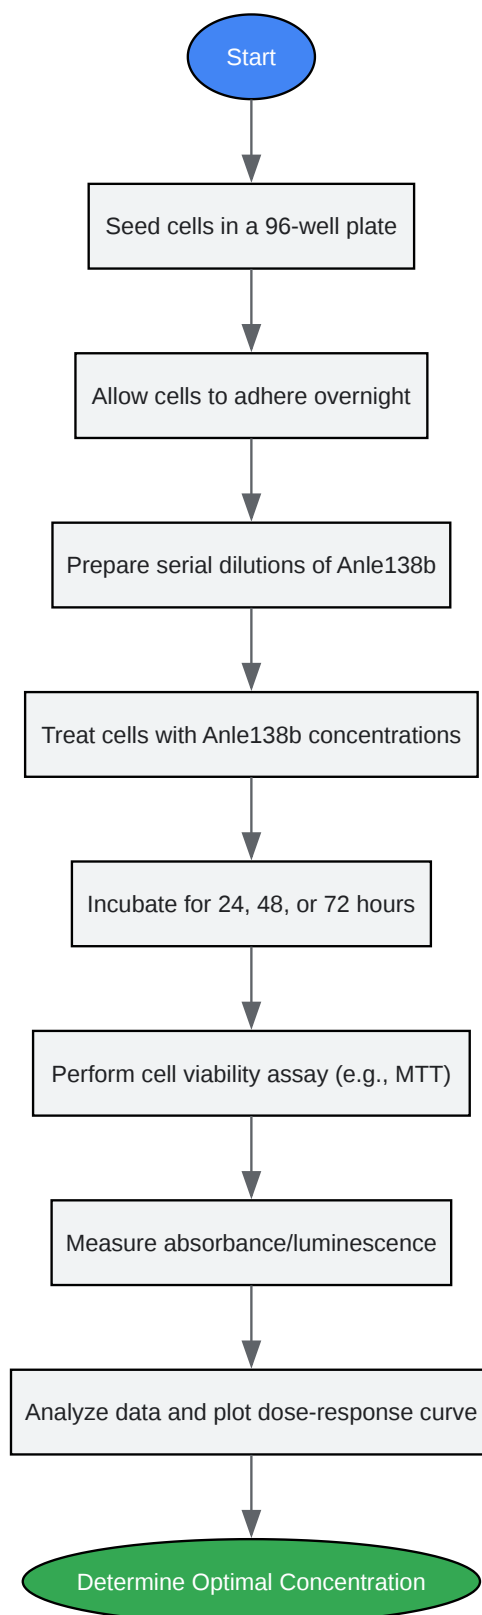 Start
Seed cells in a 96-well plate
Allow cells to adhere overnight
Prepare serial dilutions of Anle138b
Treat cells with Anle138b concentrations
Incubate for 24, 48, or 72 hours
Perform cell viability assay (e.g., MTT)
Measure absorbance/luminescence
Analyze data and plot dose-response curve
Determine Optimal Concentration